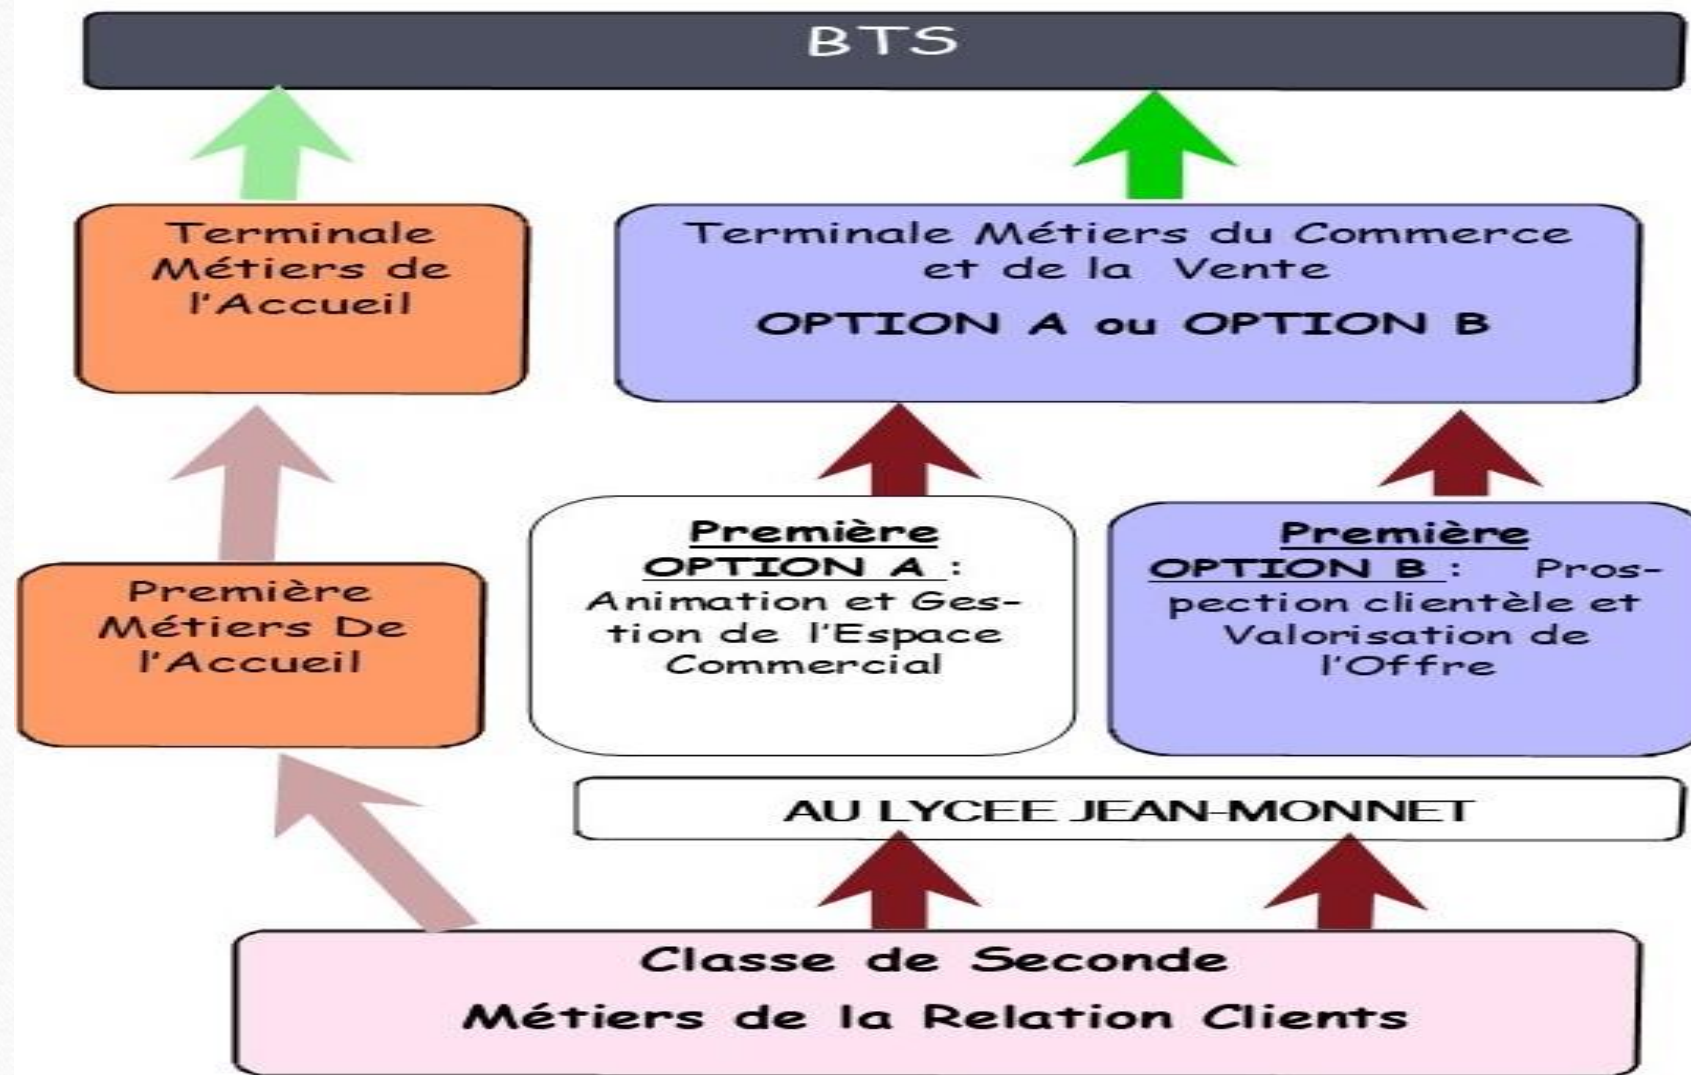 BTS
Terminale
Métiers de
l'Accueil
Terminale Métiers du Commerce
et de la Vente
OPTION A ou OPTION B
Première
Métiers De
l'Accueil
Première
OPTION A :
Animation et Ges-
tion de l'Espace
Commercial
Première
OPTION B : Pros-
pection clientèle et
Valorisation de
l'Offre
AU LYCEE JEAN-MONNET
Classe de Seconde
Métiers de la Relation Clients